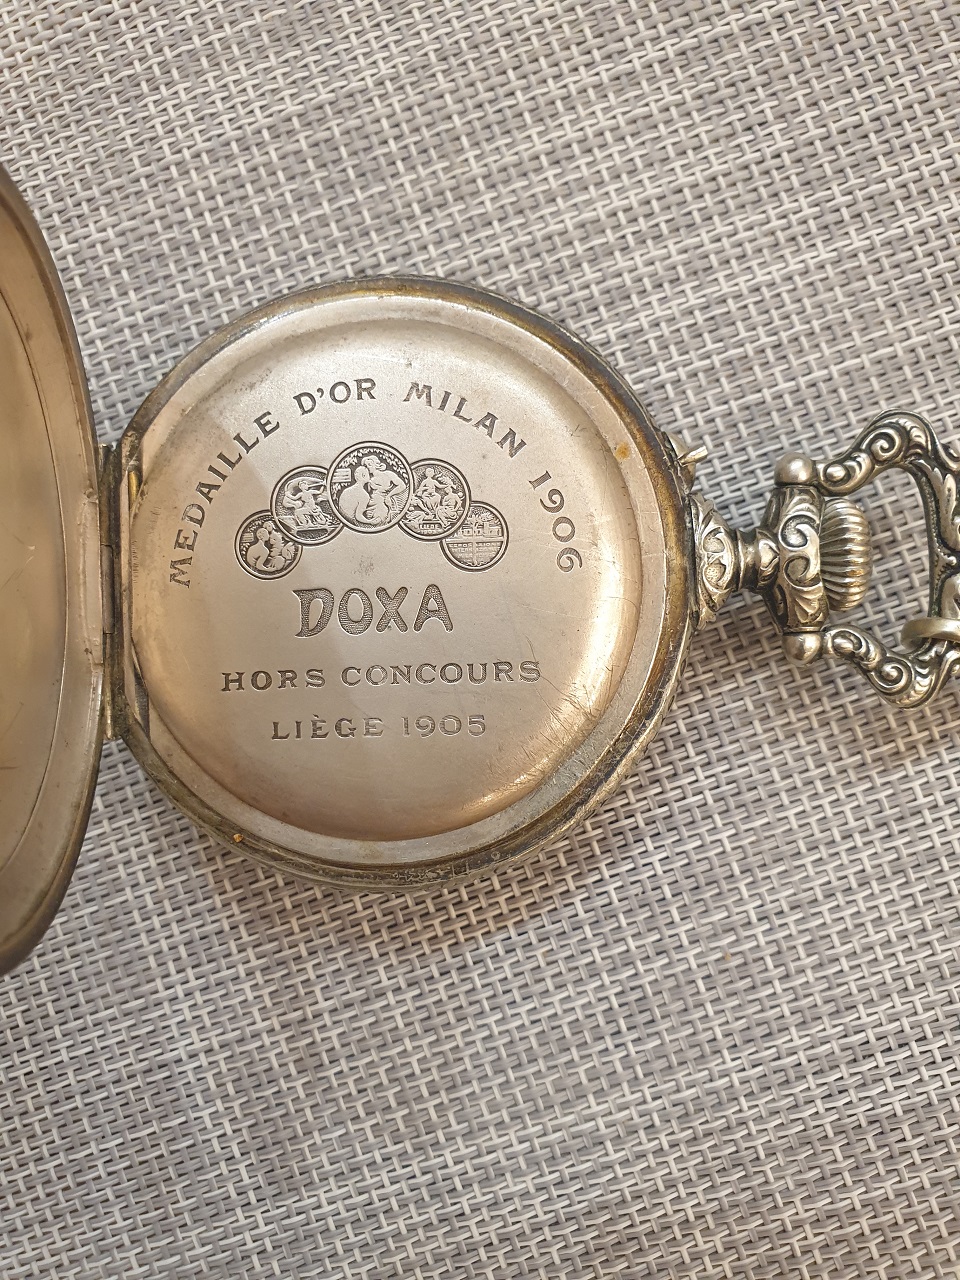 MEDAILLE D'OR MILAN 1906
DOXA
HORS CONCOURS
LIÈGE 1905